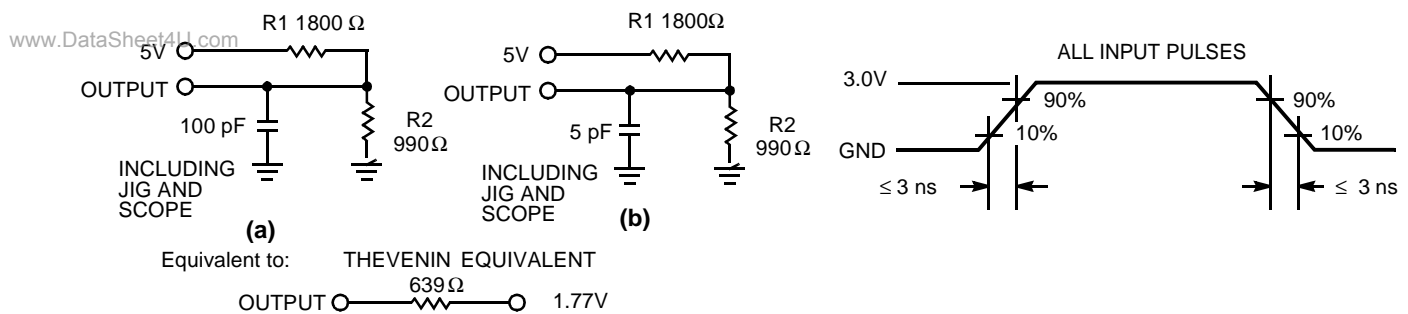 www.DataSheet4U.com
R1 1800 Ω
5V
OUTPUT
100 pF
R2
990Ω
INCLUDING
JIG AND
SCOPE
(a)
R1 1800Ω
5V
OUTPUT
5 pF
R2
990Ω
INCLUDING
JIG AND
SCOPE
(b)
ALL INPUT PULSES
3.0V
90%
10%
90%
10%
GND
≤ 3 ns
≤ 3 ns
Equivalent to: THEVENIN EQUIVALENT
639Ω
OUTPUT 1.77V